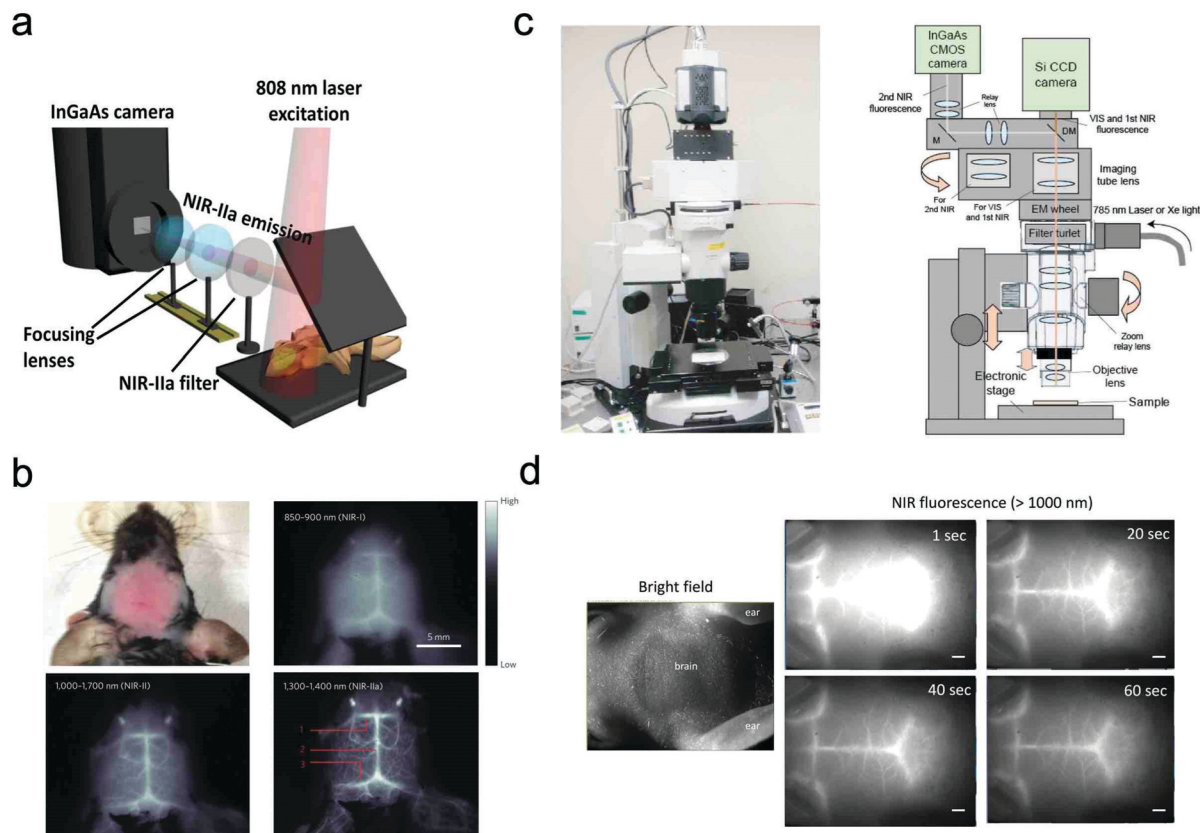 a
InGaAs camera
808 nm laser
excitation
NIR-IIa emission
Focusing
lenses
NIR-IIa filter
b
850–900 nm (NIR-I)
5 mm
High
Low
1,000–1,700 nm (NIR-II)
1,300–1,400 nm (NIR-IIa)
1
2
3
c
InGaAs
CMOS
camera
Si CCD
camera
2nd NIR
fluorescence
Relay
lens
VIS and 1st NIR
fluorescence
M
DM
Imaging
tube lens
For
2nd NIR
For VIS
and 1st NIR
EM wheel
785 nm Laser or Xe light
Filter turlet
Zoom
relay lens
Objective
lens
Electronic
stage
Sample
d
NIR fluorescence (> 1000 nm)
Bright field
ear
brain
ear
1 sec
20 sec
40 sec
60 sec